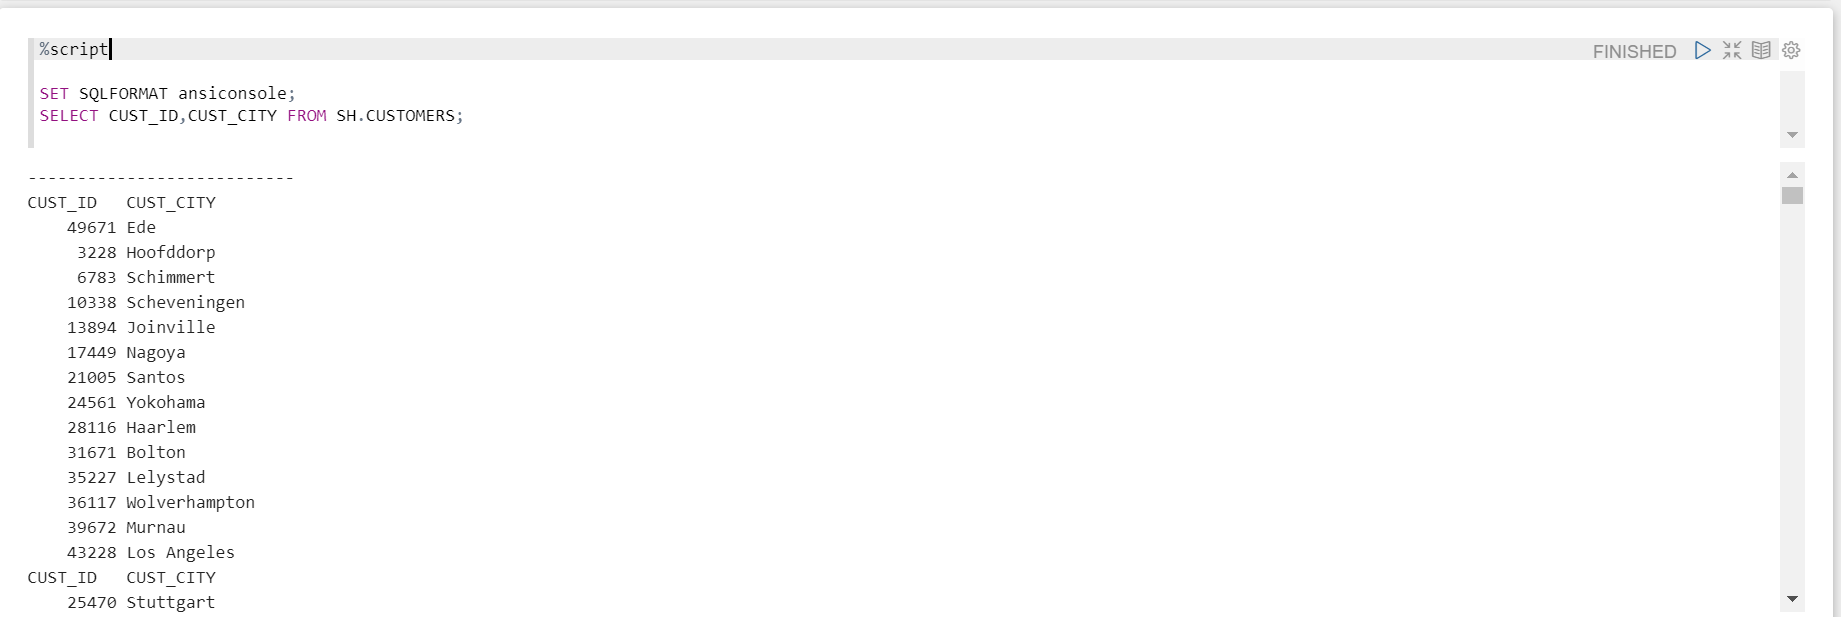 %script
FINISHED
SET SQLFORMAT ansiconsole;
SELECT CUST_ID,CUST_CITY FROM SH.CUSTOMERS;
---------------------------
CUST_ID   CUST_CITY
    49671 Ede
     3228 Hoofddorp
     6783 Schimmert
    10338 Scheveningen
    13894 Joinville
    17449 Nagoya
    21005 Santos
    24561 Yokohama
    28116 Haarlem
    31671 Bolton
    35227 Lelystad
    36117 Wolverhampton
    39672 Murnau
    43228 Los Angeles
CUST_ID   CUST_CITY
    25470 Stuttgart